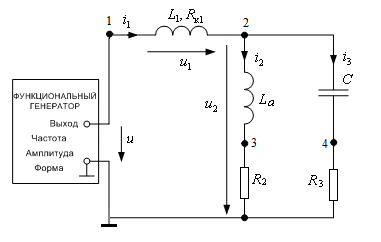 1
i₁
L₁, Rк1
2
u₁
i₂
i₃
C
ФУНКЦИОНАЛЬНЫЙ
ГЕНЕРАТОР
Выход
Частота
Амплитуда
Форма
u
u₂
La
3
4
R₂
R₃